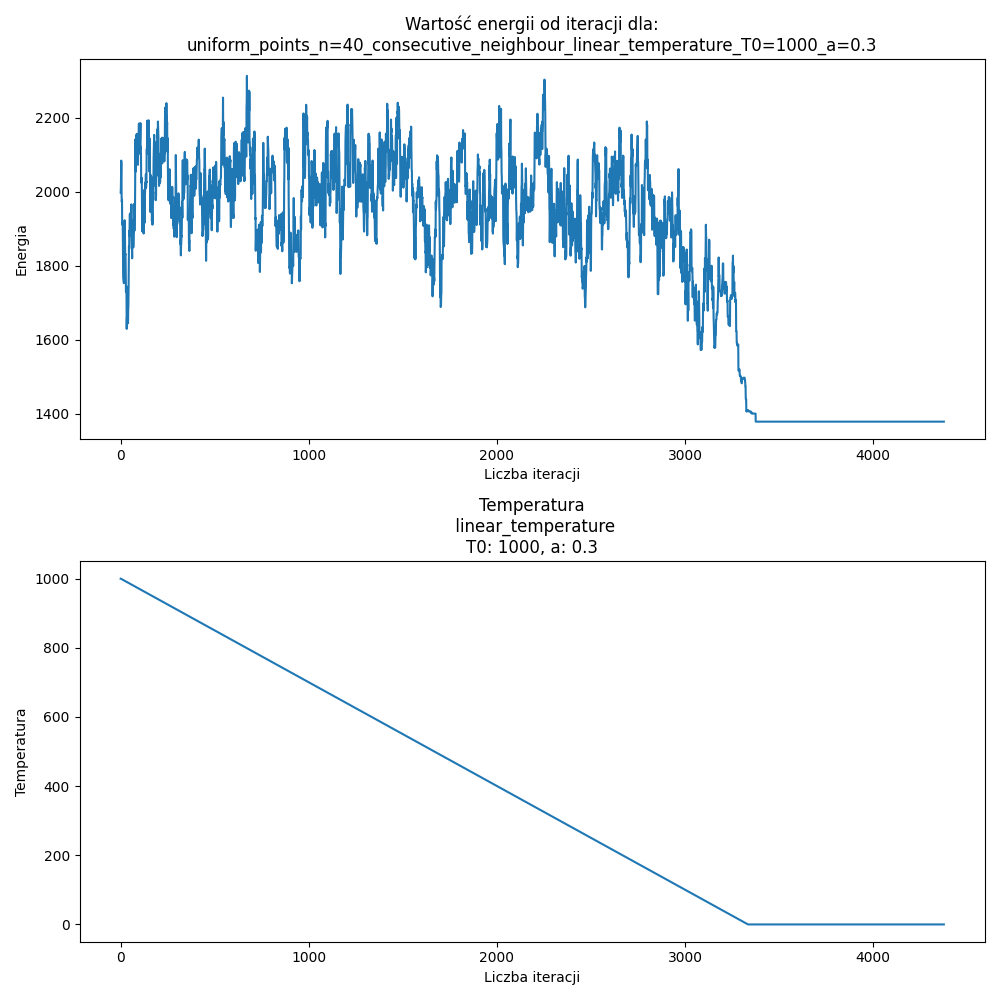 Wartość energii od iteracji dla:
uniform_points_n=40_consecutive_neighbour_linear_temperature_T0=1000_a=0.3
2200
2000
1800
1600
1400
Energia
0 1000 2000 3000 4000
Liczba iteracji
Temperatura
linear_temperature
T0: 1000, a: 0.3
1000
800
600
400
200
0
Temperatura
0 1000 2000 3000 4000
Liczba iteracji